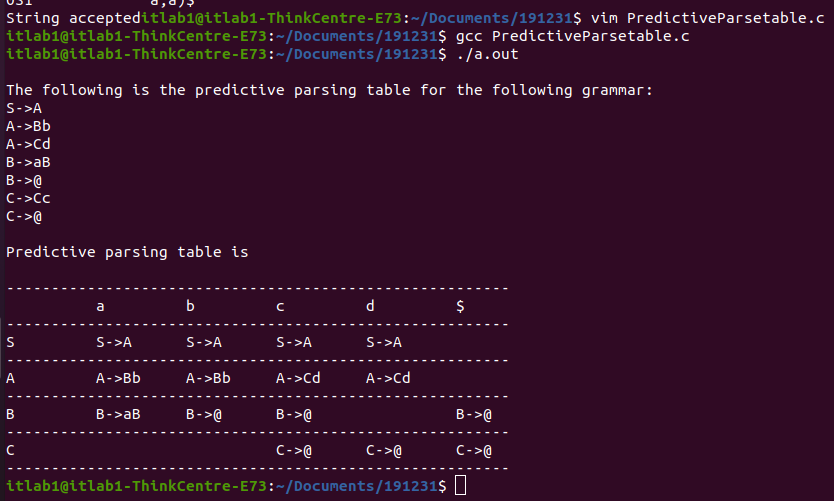 031 a,a)$
String accepteditlab1@itlab1-ThinkCentre-E73:~/Documents/191231$ vim PredictiveParsetable.c
itlab1@itlab1-ThinkCentre-E73:~/Documents/191231$ gcc PredictiveParsetable.c
itlab1@itlab1-ThinkCentre-E73:~/Documents/191231$ ./a.out
The following is the predictive parsing table for the following grammar:
S->A
A->Bb
A->Cd
B->aB
B->@
C->Cc
C->@
Predictive parsing table is
--------------------------------------------------------
a b c d $
--------------------------------------------------------
S S->A S->A S->A S->A
--------------------------------------------------------
A A->Bb A->Bb A->Cd A->Cd
--------------------------------------------------------
B B->aB B->@ B->@ B->@
--------------------------------------------------------
C C->@ C->@ C->@
--------------------------------------------------------
itlab1@itlab1-ThinkCentre-E73:~/Documents/191231$